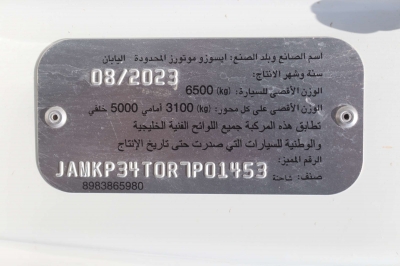 اسم الصانع وبلد الصنع: ايسوزو موتورز المحدودة اليابان
سنة وشهر الانتاج: 08/2023
الوزن الأقصى للسيارة: (kg) 6500
الوزن الأقصى على كل محور: (kg) 3100 أمامي 5000 خلفي
تطابق هذه المركبة جميع اللوائح الفنية الخليجية
والوطنية للسيارات التي صدرت حتى تاريخ الإنتاج
الرقم المميز: JAMKP34T0R7P01453
صنف: شاحنة
8983865980